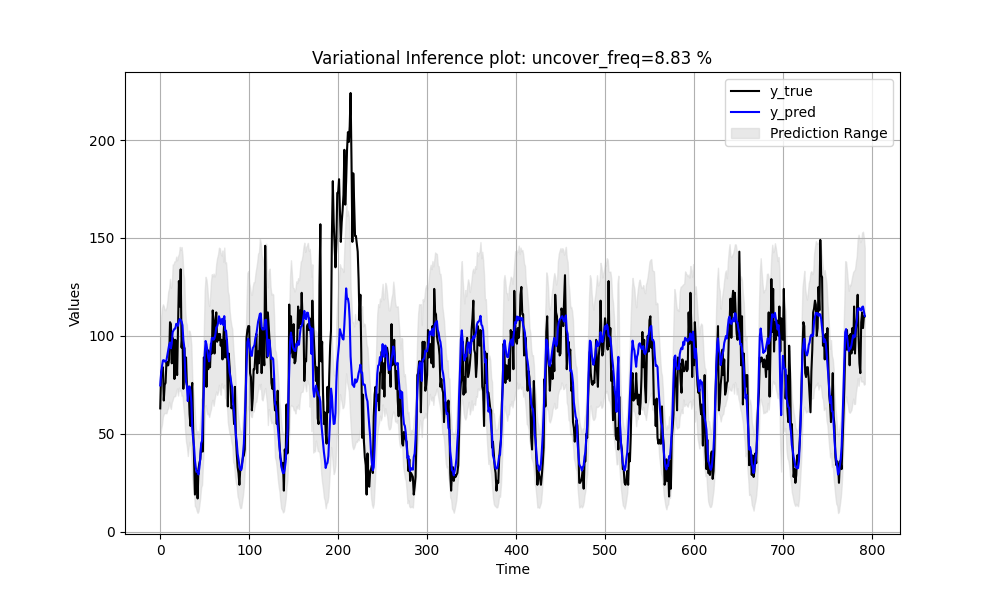 Variational Inference plot: uncover_freq=8.83 %
y_true
y_pred
Prediction Range
Values
200
150
100
50
0
0 100 200 300 400 500 600 700 800
Time